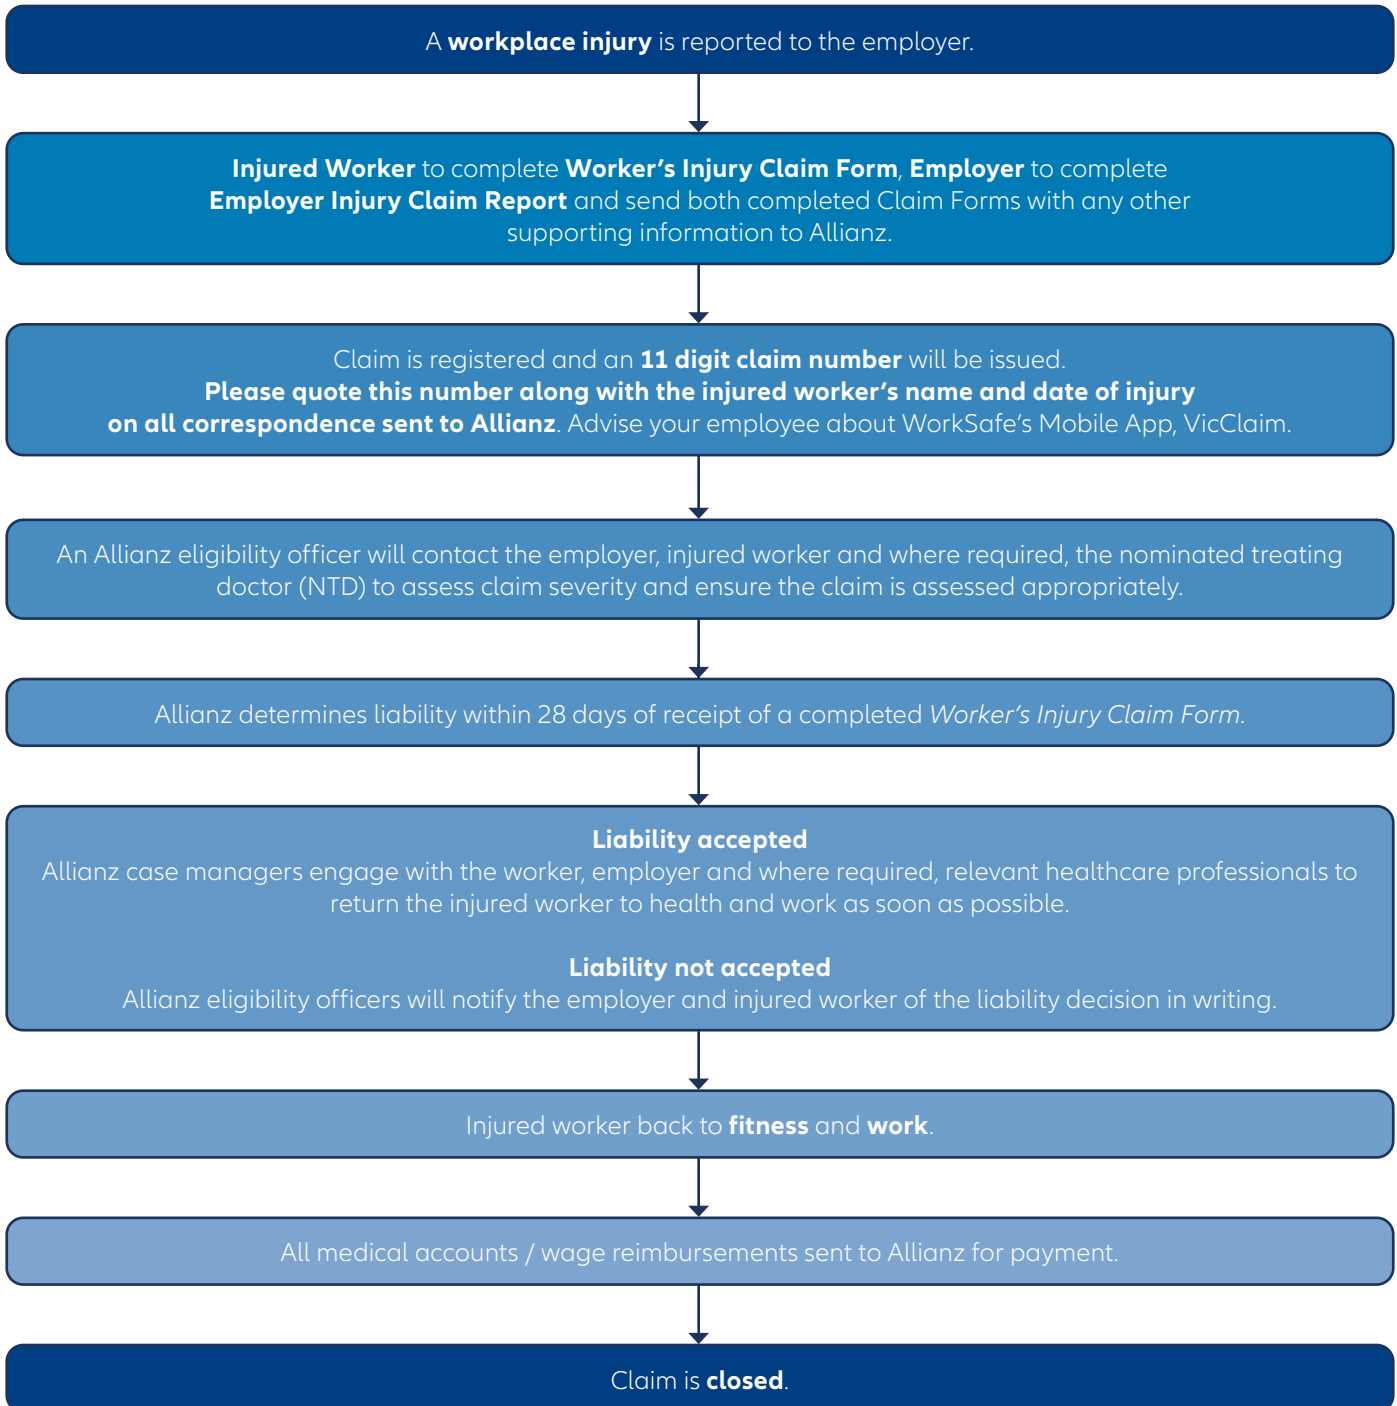 A workplace injury is reported to the employer.
Injured Worker to complete Worker’s Injury Claim Form, Employer to complete
Employer Injury Claim Report and send both completed Claim Forms with any other
supporting information to Allianz.
Claim is registered and an 11 digit claim number will be issued.
Please quote this number along with the injured worker’s name and date of injury
on all correspondence sent to Allianz. Advise your employee about WorkSafe’s Mobile App, VicClaim.
An Allianz eligibility officer will contact the employer, injured worker and where required, the nominated treating
doctor (NTD) to assess claim severity and ensure the claim is assessed appropriately.
Allianz determines liability within 28 days of receipt of a completed Worker’s Injury Claim Form.
Liability accepted
Allianz case managers engage with the worker, employer and where required, relevant healthcare professionals to
return the injured worker to health and work as soon as possible.
Liability not accepted
Allianz eligibility officers will notify the employer and injured worker of the liability decision in writing.
Injured worker back to fitness and work.
All medical accounts / wage reimbursements sent to Allianz for payment.
Claim is closed.